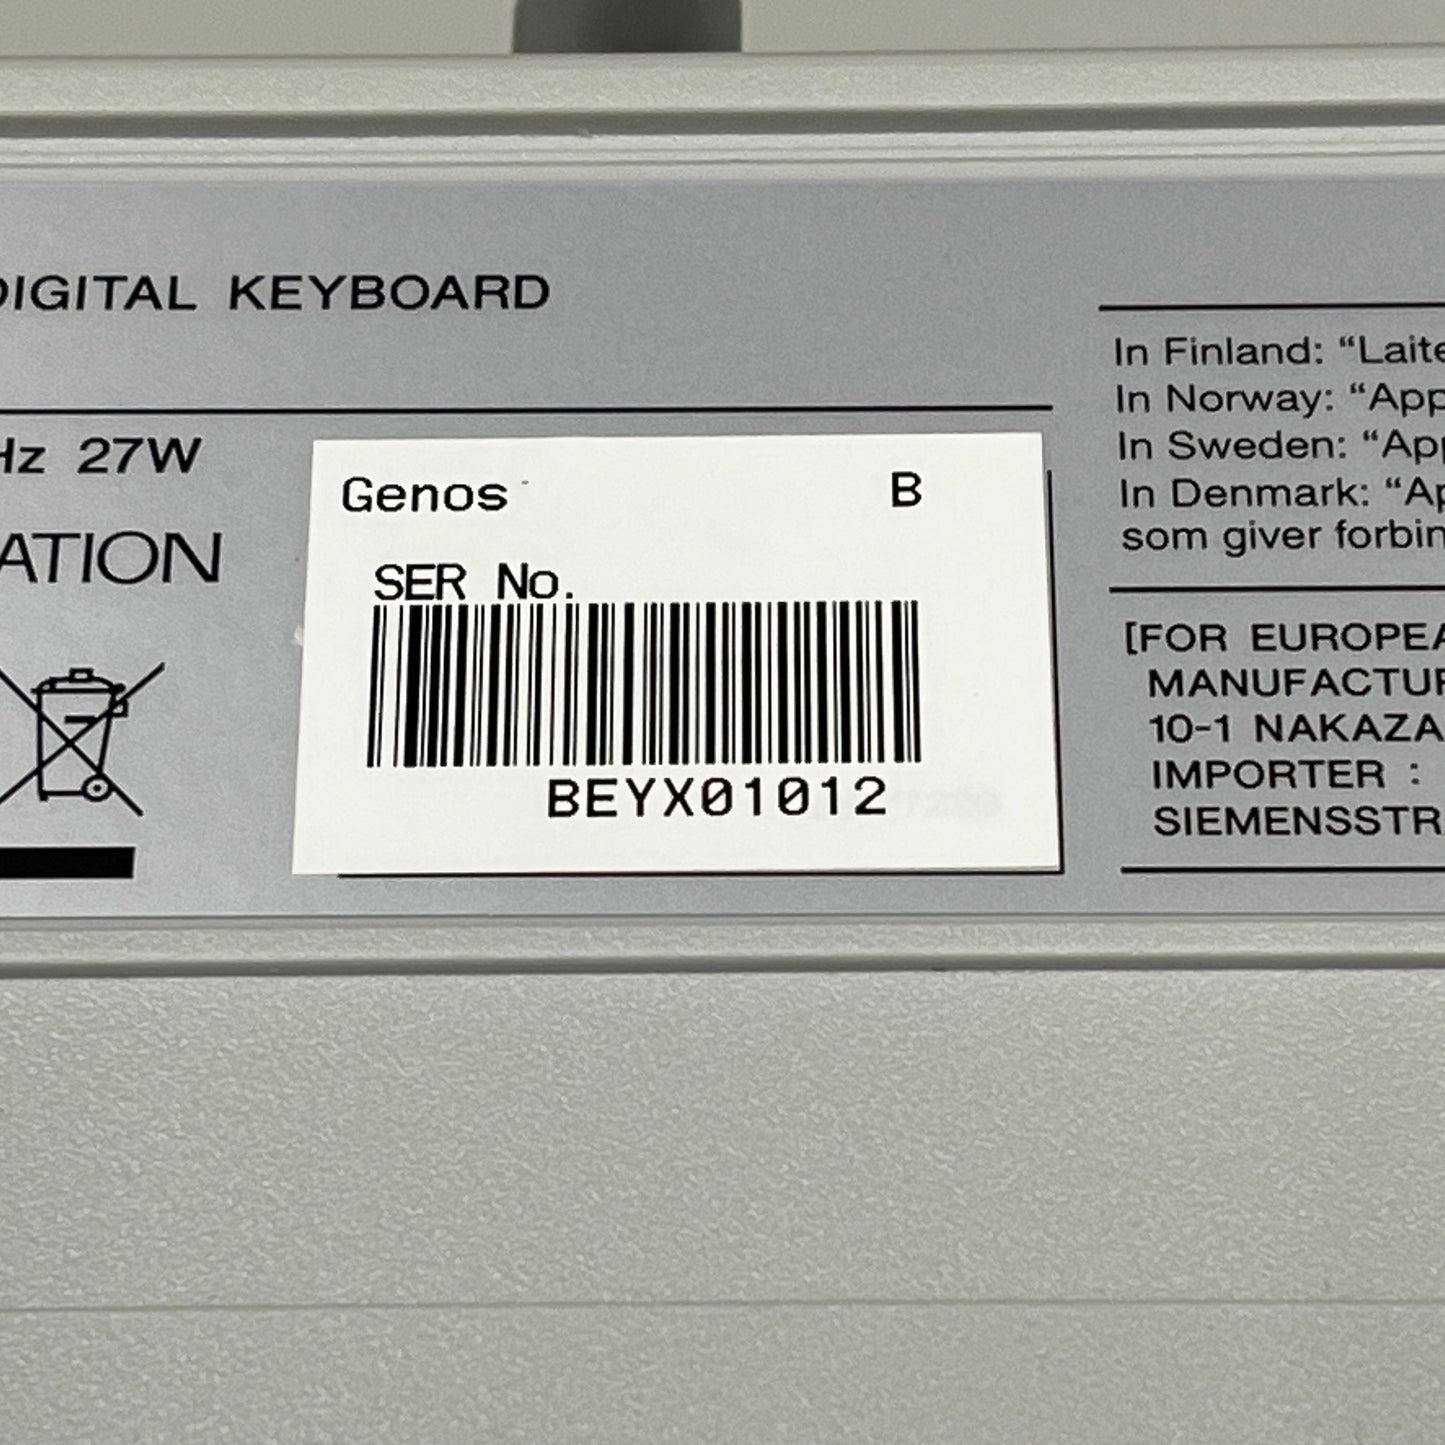 DIGITAL KEYBOARD
Hz 27W
ATION
Genos B
SER No.
BEYX01012
In Finland: “Laite
In Norway: “App
In Sweden: “App
In Denmark: “Ap
som giver forbin
[FOR EUROPEA
MANUFACTUR
10-1 NAKAZA
IMPORTER :
SIEMENSSTR